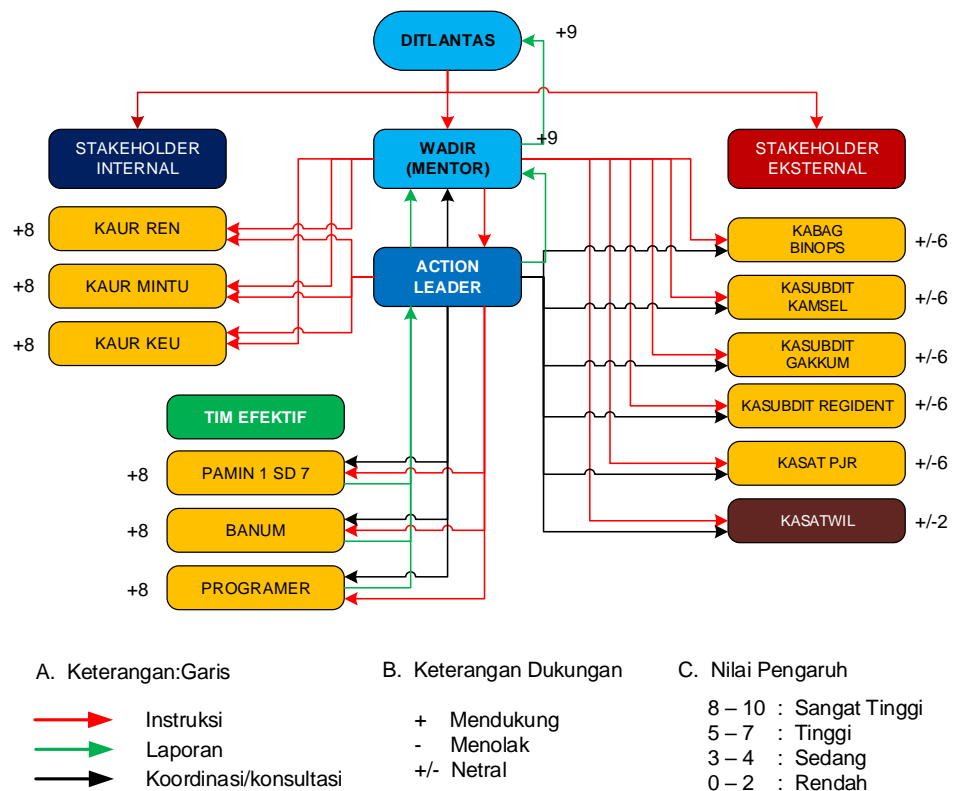 DITLANTAS
+9
STAKEHOLDER
INTERNAL
WADIR
(MENTOR)
+9
STAKEHOLDER
EKSTERNAL
+8
KAUR REN
+8
KAUR MINTU
+8
KAUR KEU
ACTION
LEADER
KABAG
BINOPS
+/-6
KASUBDIT
KAMSEL
+/-6
KASUBDIT
GAKKUM
+/-6
KASUBDIT REGIDENT
+/-6
KASAT PJR
+/-6
KASATWIL
+/-2
TIM EFEKTIF
+8
PAMIN 1 SD 7
+8
BANUM
+8
PROGRAMER
A. Keterangan:Garis
Instruksi
Laporan
Koordinasi/konsultasi
B. Keterangan Dukungan
+ Mendukung
- Menolak
+/- Netral
C. Nilai Pengaruh
8 – 10 : Sangat Tinggi
5 – 7 : Tinggi
3 – 4 : Sedang
0 – 2 : Rendah